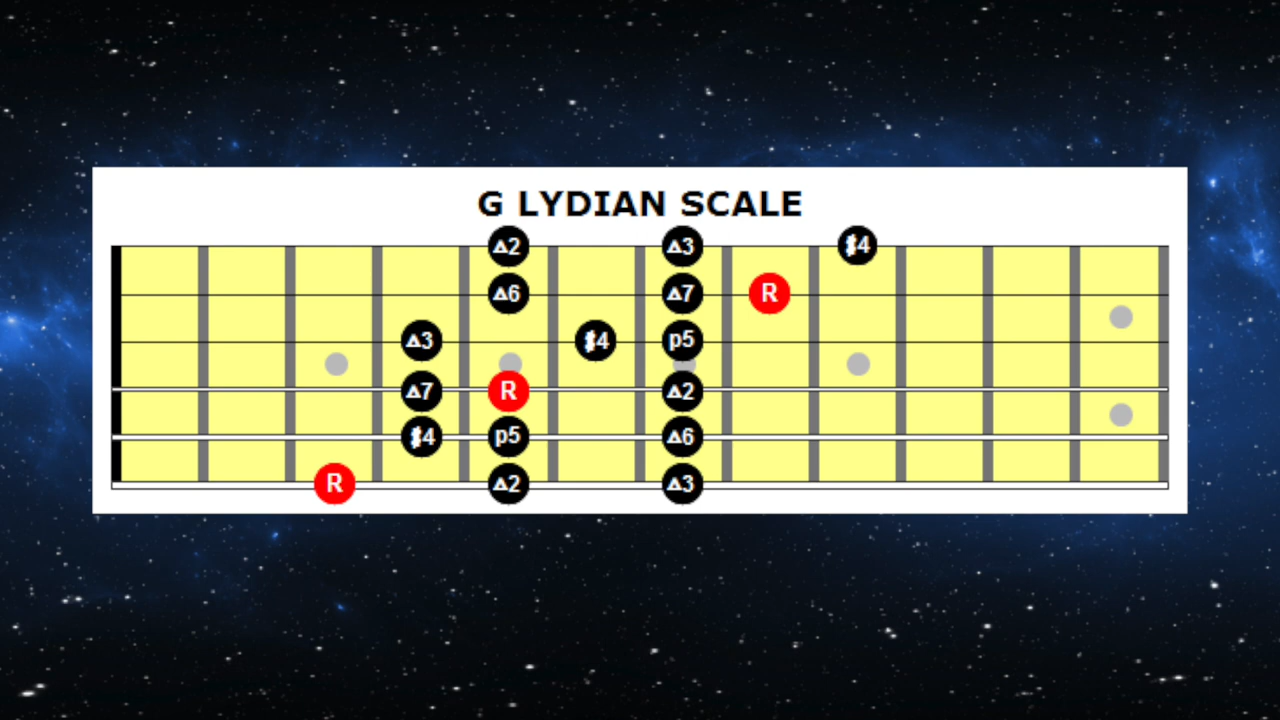 G LYDIAN SCALE
Δ2 Δ3 #4
Δ6 Δ7 R
Δ3 #4 p5
Δ7 R Δ2
#4 p5 Δ6
R Δ2 Δ3